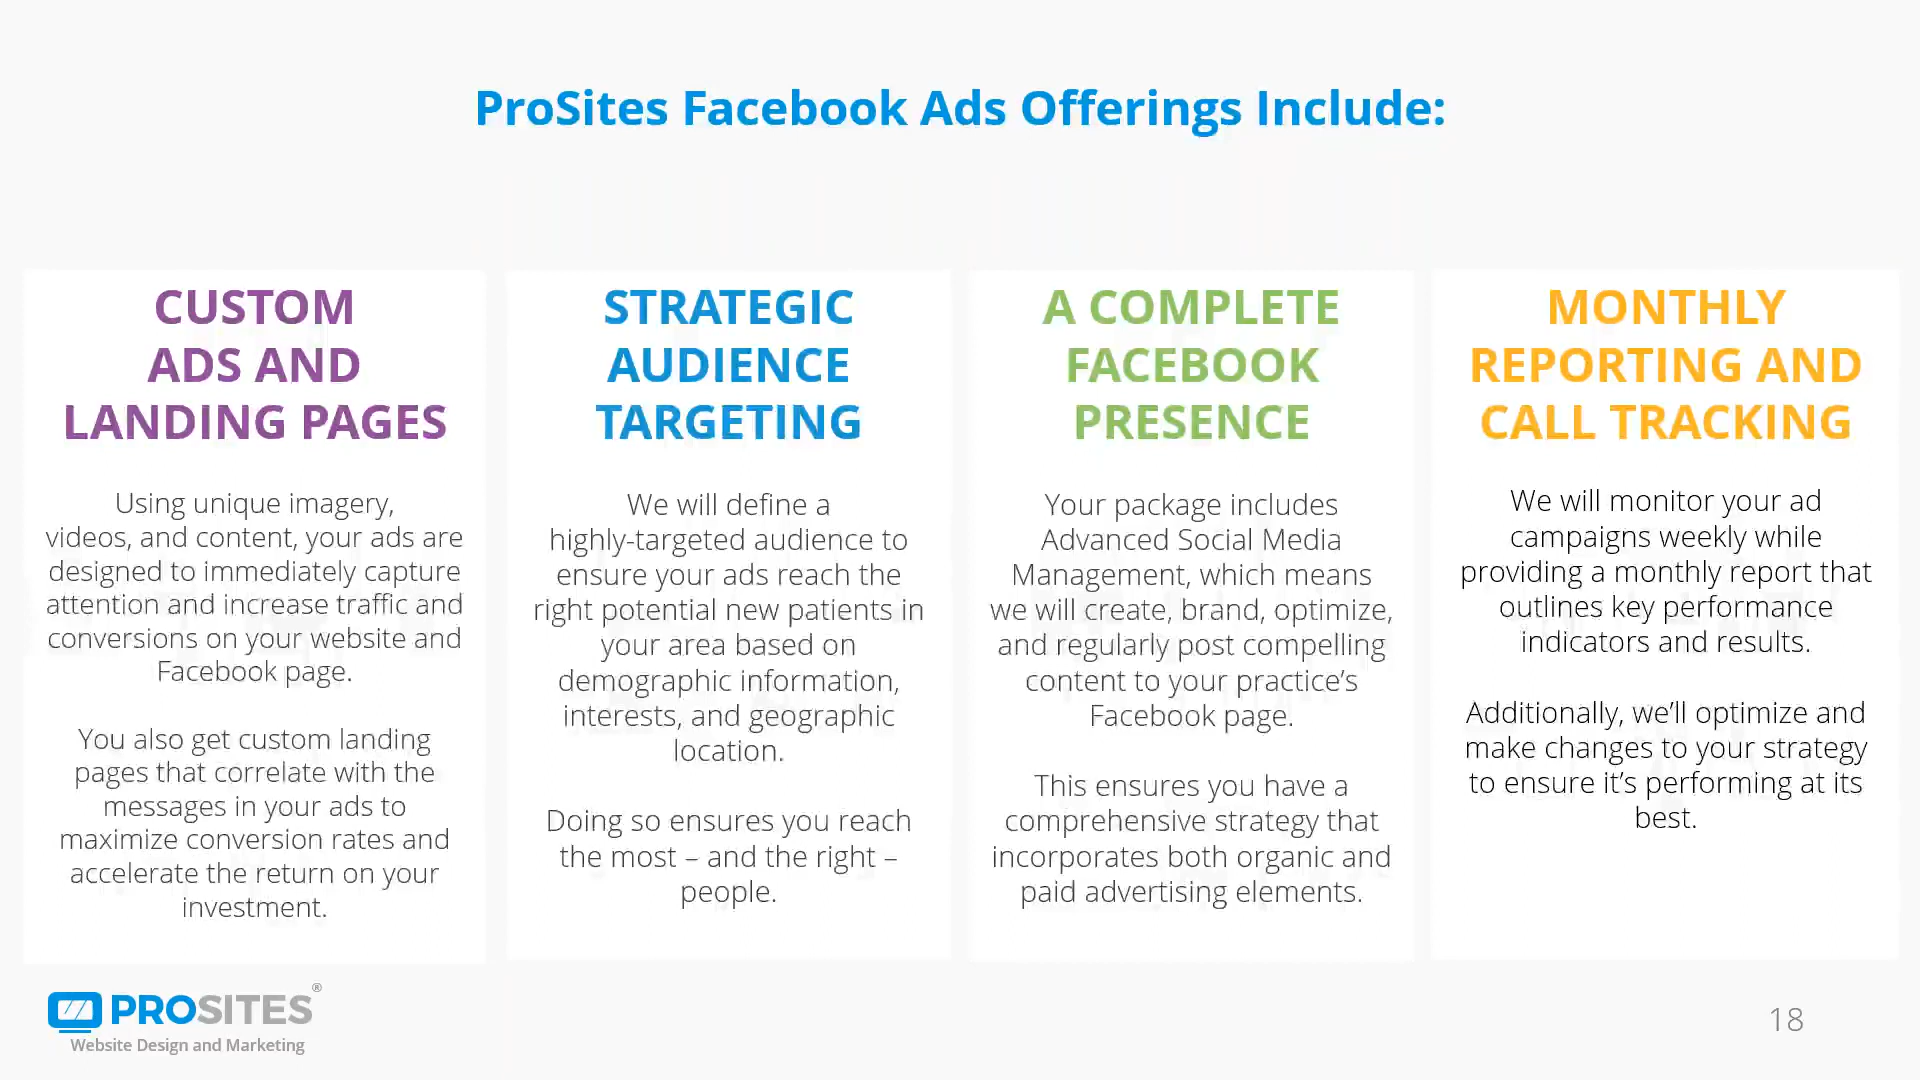 ProSites Facebook Ads Offerings Include:
CUSTOM
ADS AND
LANDING PAGES
Using unique imagery,
videos, and content, your ads are
designed to immediately capture
attention and increase traffic and
conversions on your website and
Facebook page.
You also get custom landing
pages that correlate with the
messages in your ads to
maximize conversion rates and
accelerate the return on your
investment.
STRATEGIC
AUDIENCE
TARGETING
We will define a
highly-targeted audience to
ensure your ads reach the
right potential new patients in
your area based on
demographic information,
interests, and geographic
location.
Doing so ensures you reach
the most – and the right –
people.
A COMPLETE
FACEBOOK
PRESENCE
Your package includes
Advanced Social Media
Management, which means
we will create, brand, optimize,
and regularly post compelling
content to your practice’s
Facebook page.
This ensures you have a
comprehensive strategy that
incorporates both organic and
paid advertising elements.
MONTHLY
REPORTING AND
CALL TRACKING
We will monitor your ad
campaigns weekly while
providing a monthly report that
outlines key performance
indicators and results.
Additionally, we’ll optimize and
make changes to your strategy
to ensure it’s performing at its
best.
PROSITES®
Website Design and Marketing
18